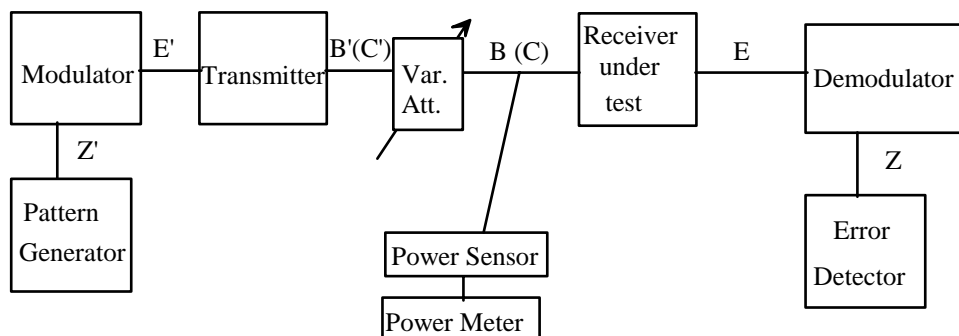 Modulator
E'
Transmitter
B'(C')
Var.
Att.
B (C)
Receiver
under
test
E
Demodulator
Z'
Z
Pattern
Generator
Power Sensor
Power Meter
Error
Detector